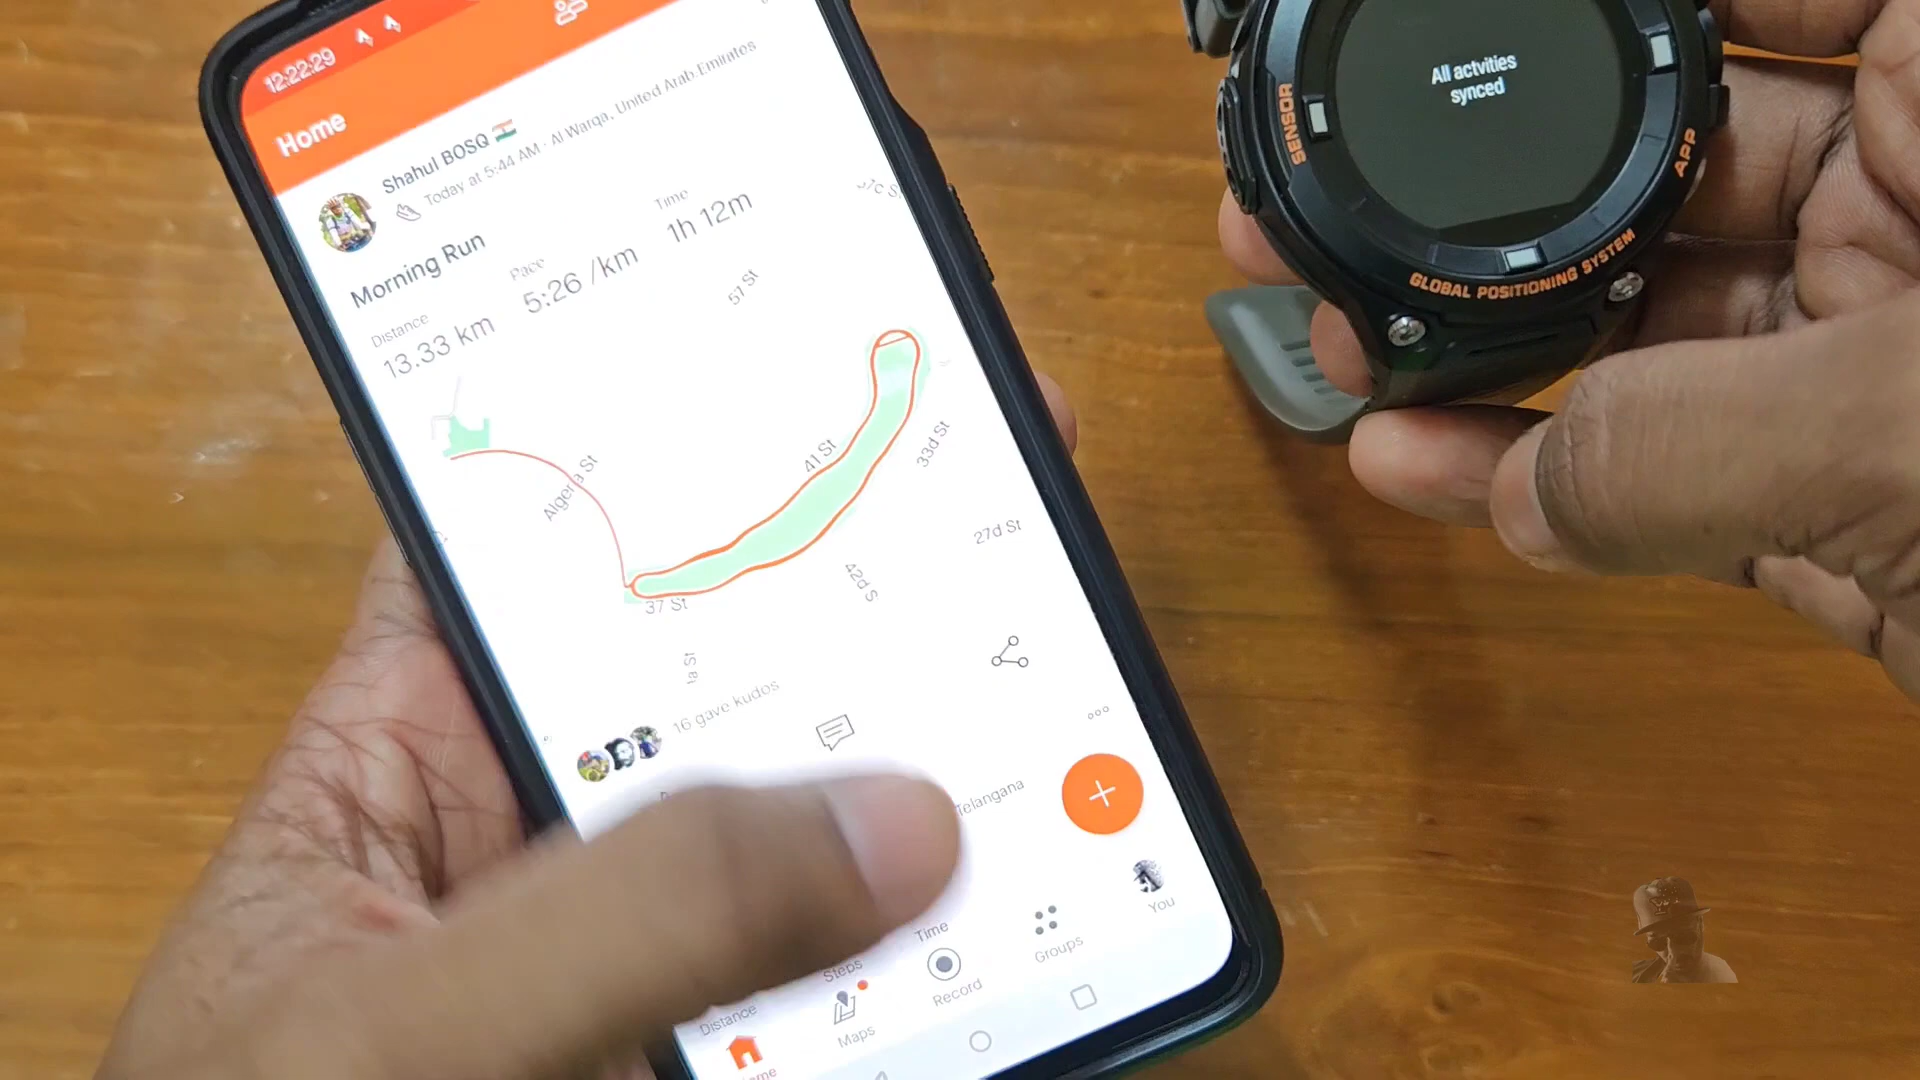 12:22:29
Home
Shahul BOSQ
Today at 5:44 AM · Al Warqa, United Arab Emirates
Morning Run
Distance
13.33 km
Pace
5:26 /km
Time
1h 12m
51 St
Algeria St
41 St
33d St
27d St
42d S
37 St
1a St
16 gave kudos
Telangana
Time
Steps
Distance
Maps
Record
Groups
You
All actvities
synced
SENSOR
APP
GLOBAL POSITIONING SYSTEM